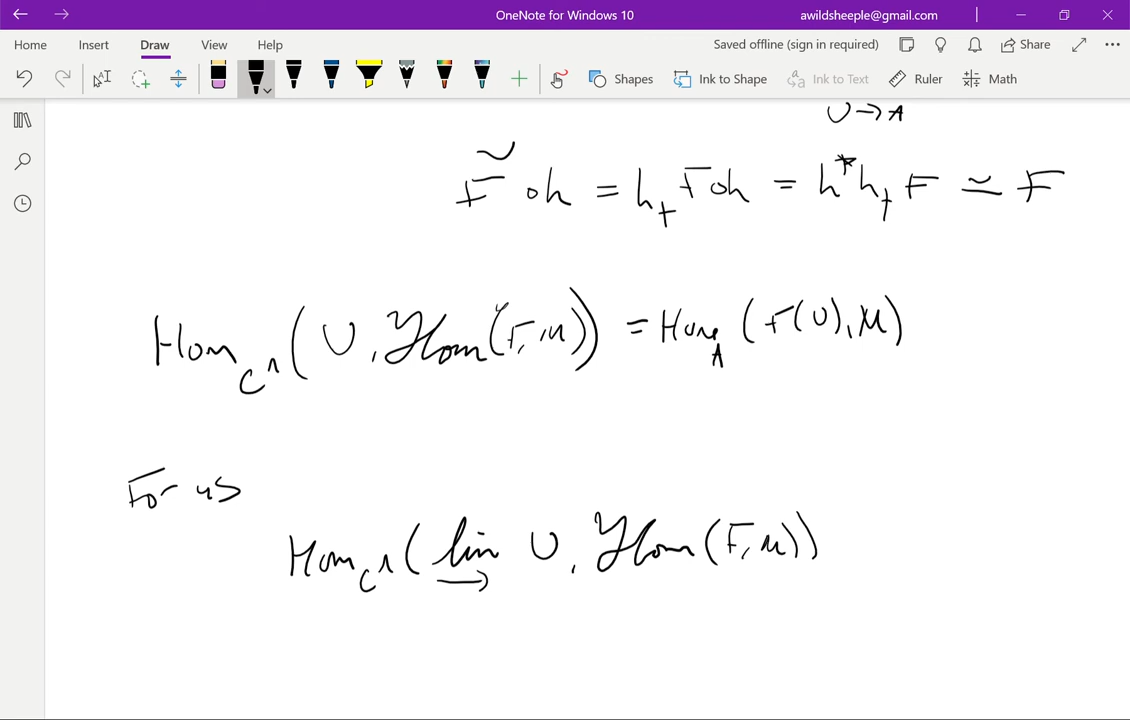 OneNote for Windows 10
awildsheeple@gmail.com
Home Insert Draw View Help
Saved offline (sign in required) Share
Shapes Ink to Shape Ink to Text Ruler Math
U → A
F̃ ∘h = h† F∘h = h* h† F ≃ F
Hom_C^ ( U, Hom(F, M)) = Hom_A ( F(U), M)
For us
Hom_C^ ( lim→ U, Hom(F, M))